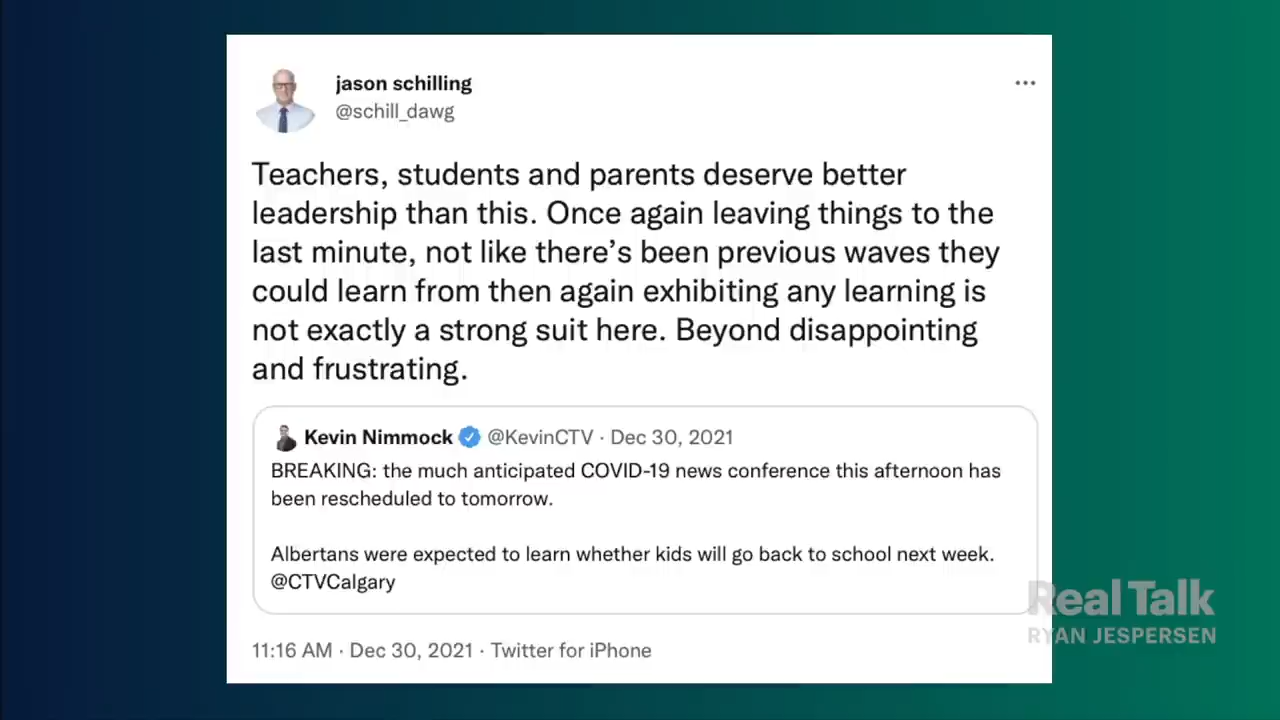 jason schilling
@schill_dawg
Teachers, students and parents deserve better
leadership than this. Once again leaving things to the
last minute, not like there’s been previous waves they
could learn from then again exhibiting any learning is
not exactly a strong suit here. Beyond disappointing
and frustrating.
Kevin Nimmock @KevinCTV · Dec 30, 2021
BREAKING: the much anticipated COVID-19 news conference this afternoon has
been rescheduled to tomorrow.
Albertans were expected to learn whether kids will go back to school next week.
@CTVCalgary
11:16 AM · Dec 30, 2021 · Twitter for iPhone
Real Talk
RYAN JESPERSEN